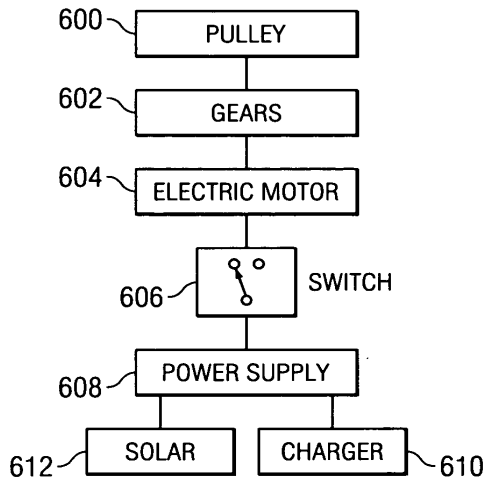 600
PULLEY
602
GEARS
604
ELECTRIC MOTOR
606
SWITCH
608
POWER SUPPLY
612
SOLAR
CHARGER
610